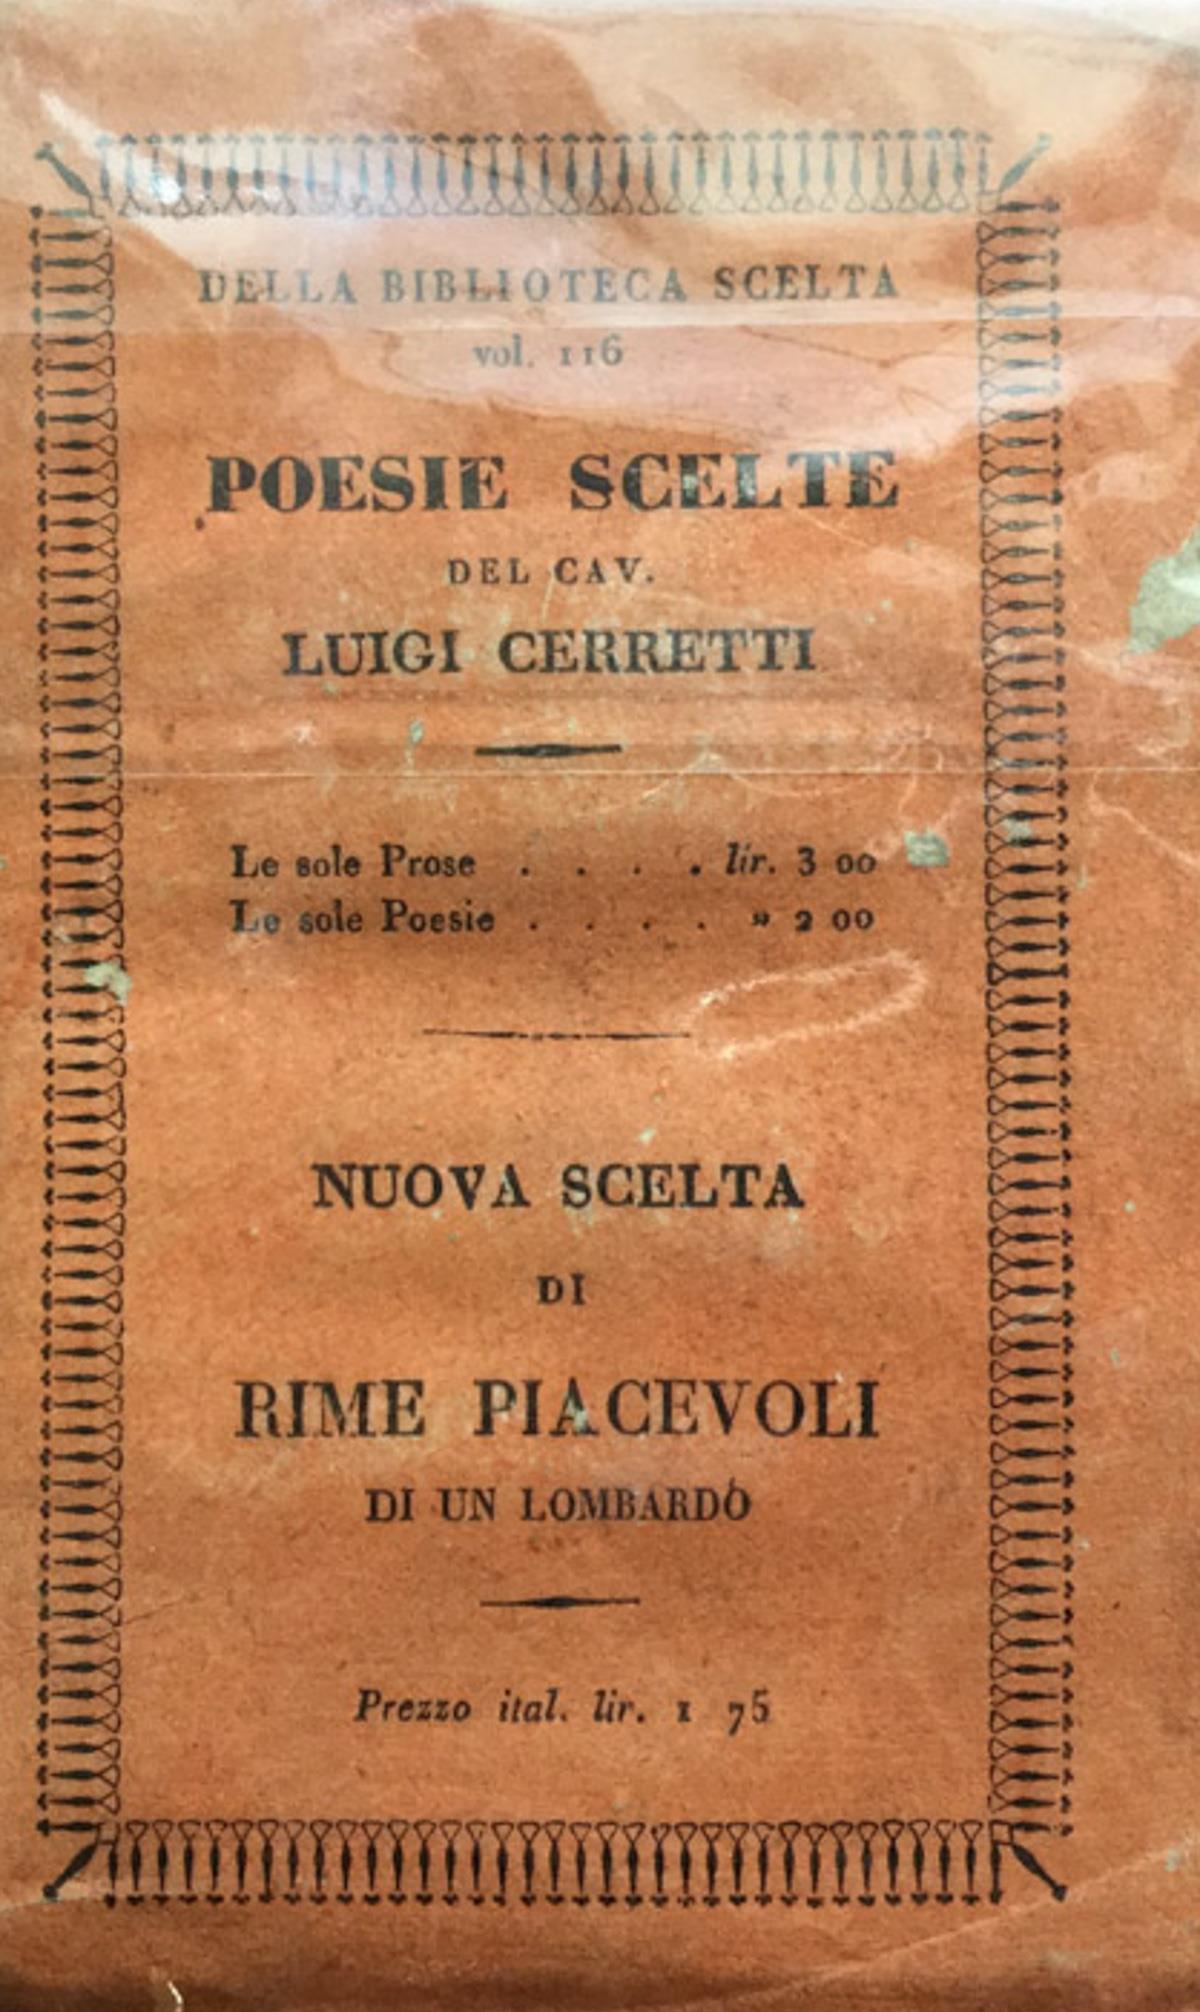 DELLA BIBLIOTECA SCELTA
vol. 116
POESIE SCELTE
DEL CAV.
LUIGI CERRETTI
Le sole Prose . . . . lir. 3 00
Le sole Poesie . . . . » 2 00
NUOVA SCELTA
DI
RIME PIACEVOLI
DI UN LOMBARDO
Prezzo ital. lir. 1 75